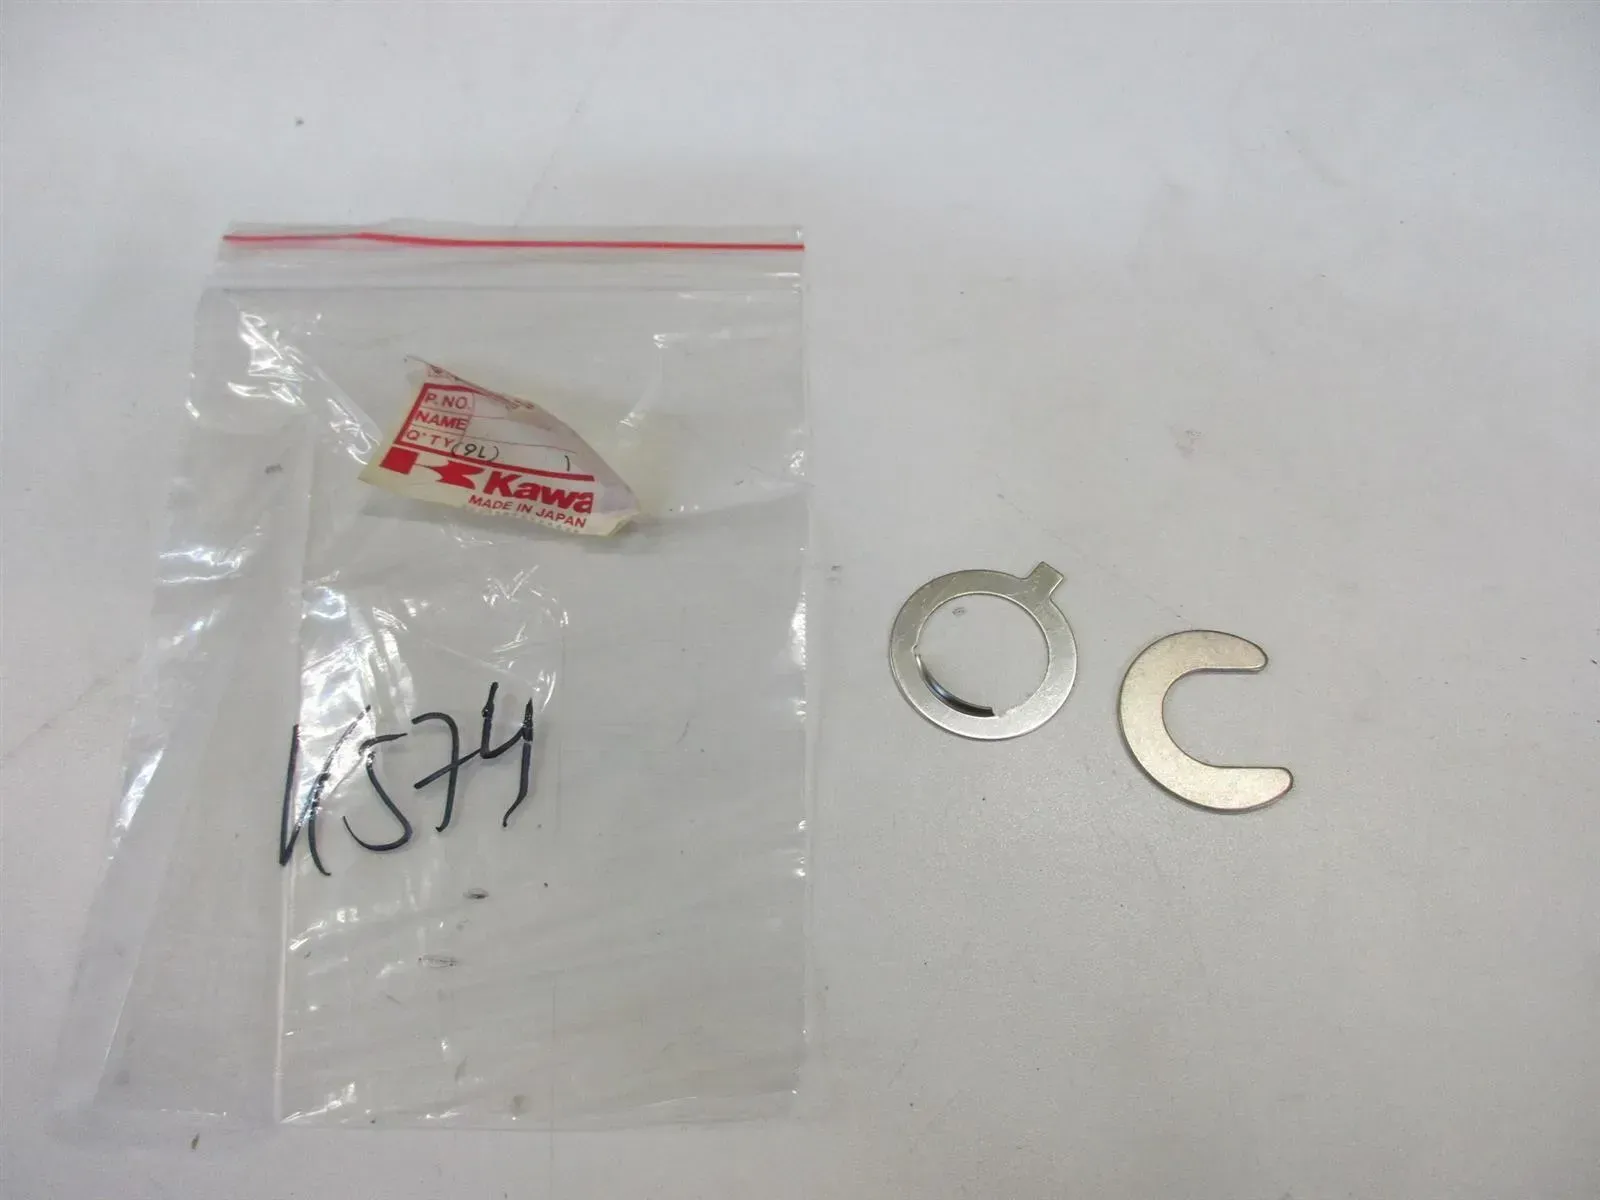 P.NO.
NAME
Q'TY (9L) 1
Kawa
MADE IN JAPAN
K574